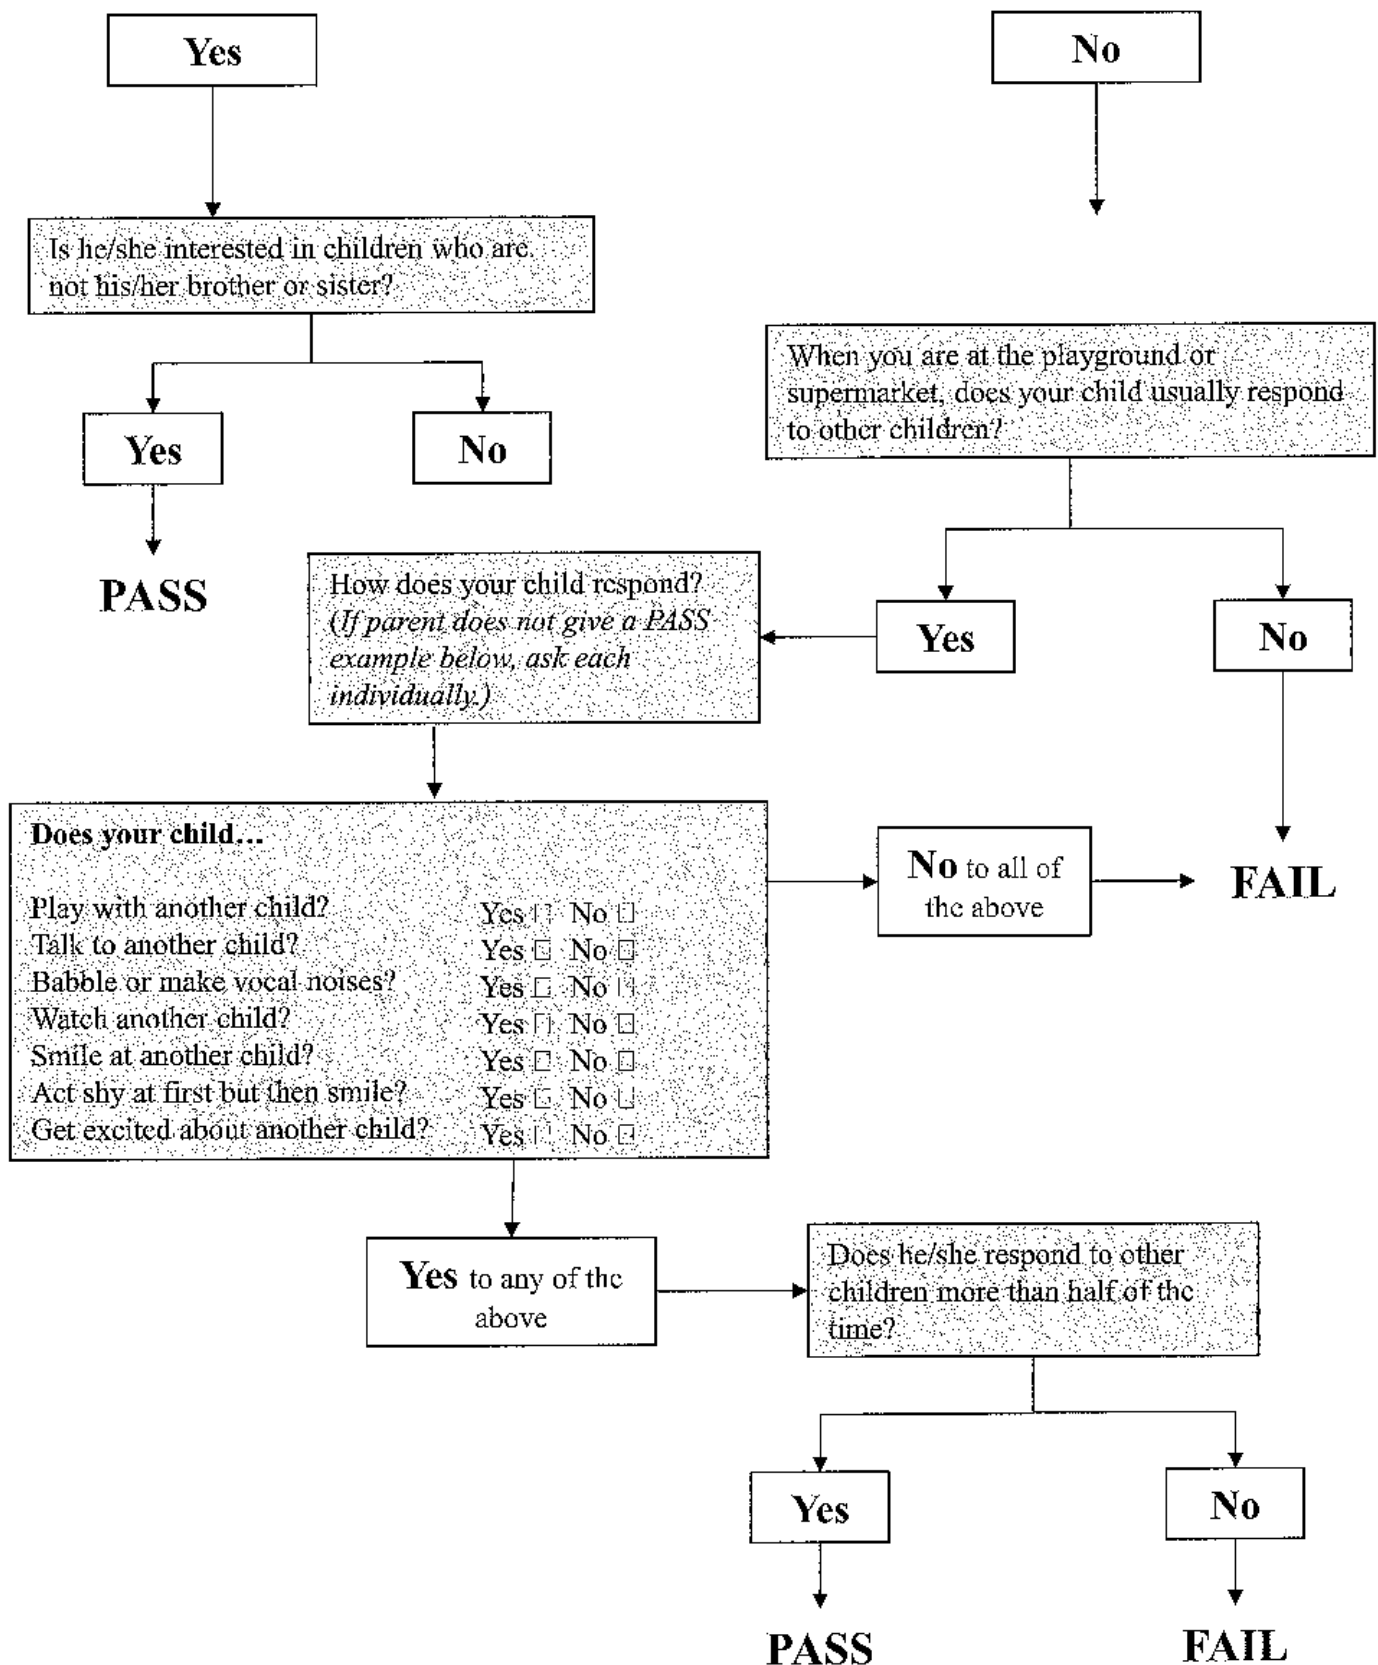 Yes
No
Is he/she interested in children who are
not his/her brother or sister?
When you are at the playground or
supermarket, does your child usually respond
to other children?
Yes
No
PASS
How does your child respond?
(If parent does not give a PASS
example below, ask each
individually.)
Yes
No
Does your child...
Play with another child? Yes □ No □
Talk to another child? Yes □ No □
Babble or make vocal noises? Yes □ No □
Watch another child? Yes □ No □
Smile at another child? Yes □ No □
Act shy at first but then smile? Yes □ No □
Get excited about another child? Yes □ No □
No to all of
the above
FAIL
Yes to any of the
above
Does he/she respond to other
children more than half of the
time?
Yes
No
PASS
FAIL